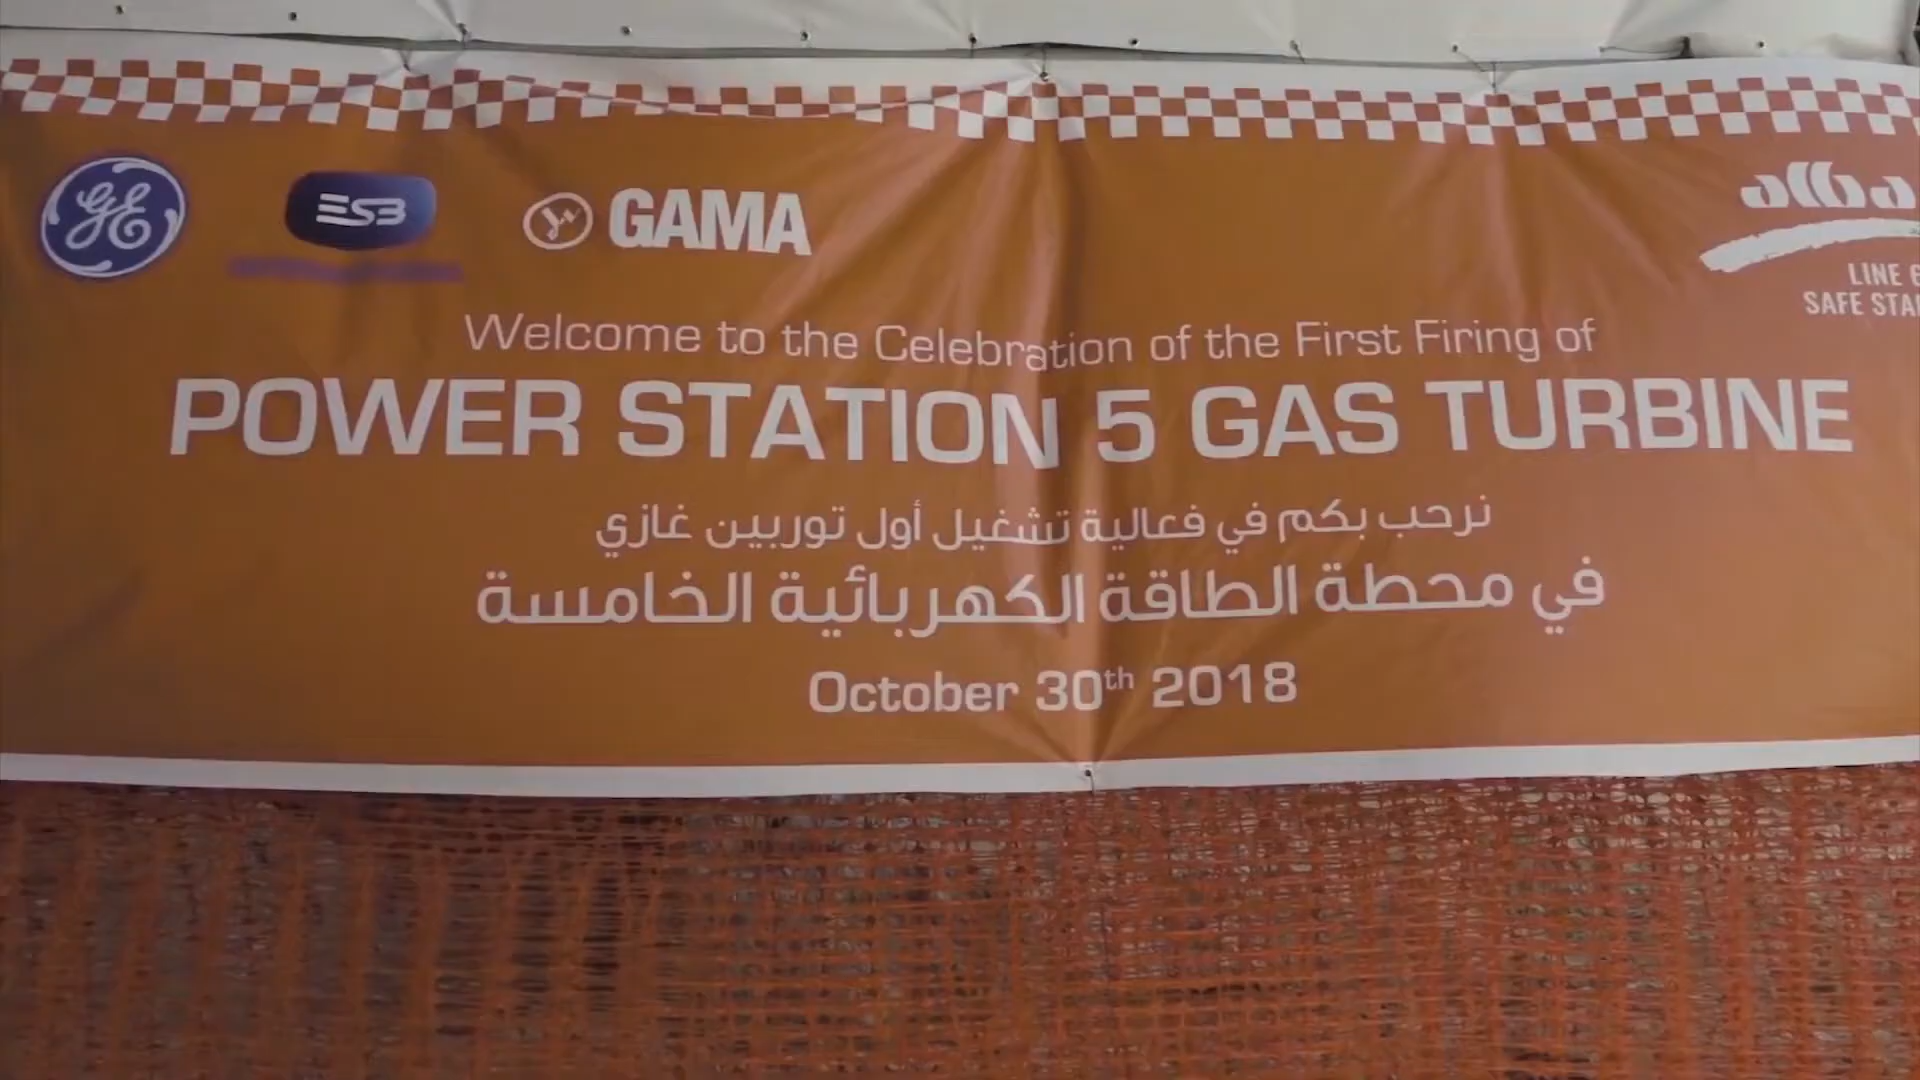 GE
ESB
GAMA
alba
LINE 6
SAFE STA
Welcome to the Celebration of the First Firing of
POWER STATION 5 GAS TURBINE
نرحب بكم في فعالية تشغيل أول توربين غازي
في محطة الطاقة الكهربائية الخامسة
October 30th 2018